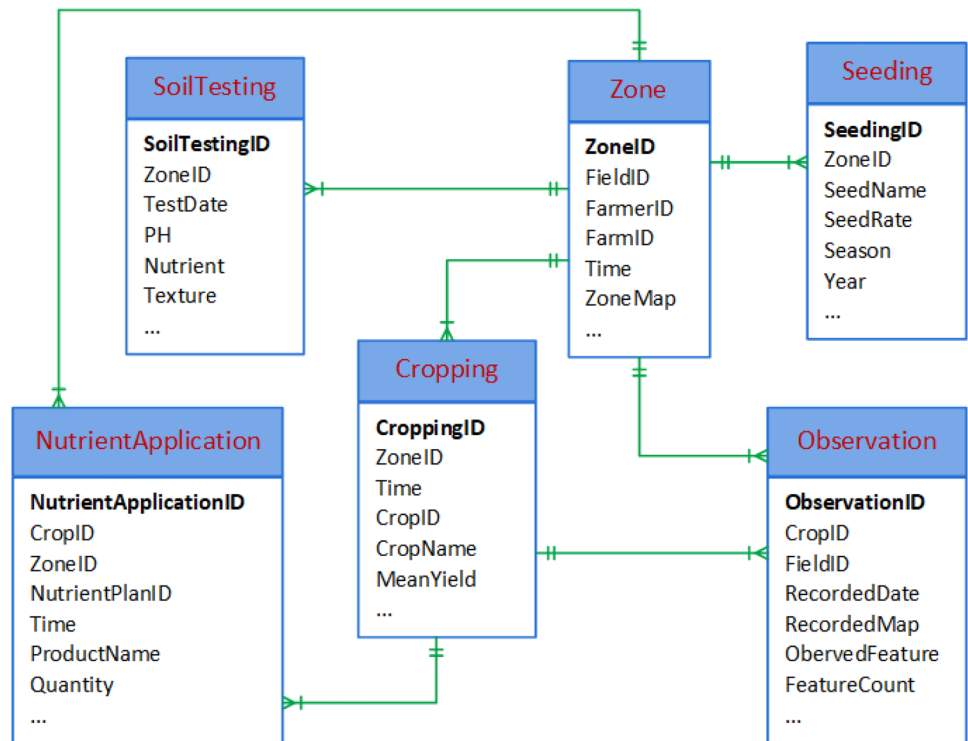 SoilTesting
SoilTestingID
ZoneID
TestDate
PH
Nutrient
Texture
...
Zone
ZoneID
FieldID
FarmerID
FarmID
Time
ZoneMap
...
Seeding
SeedingID
ZoneID
SeedName
SeedRate
Season
Year
...
Cropping
CroppingID
ZoneID
Time
CropID
CropName
MeanYield
...
NutrientApplication
NutrientApplicationID
CropID
ZoneID
NutrientPlanID
Time
ProductName
Quantity
...
Observation
ObservationID
CropID
FieldID
RecordedDate
RecordedMap
ObervedFeature
FeatureCount
...